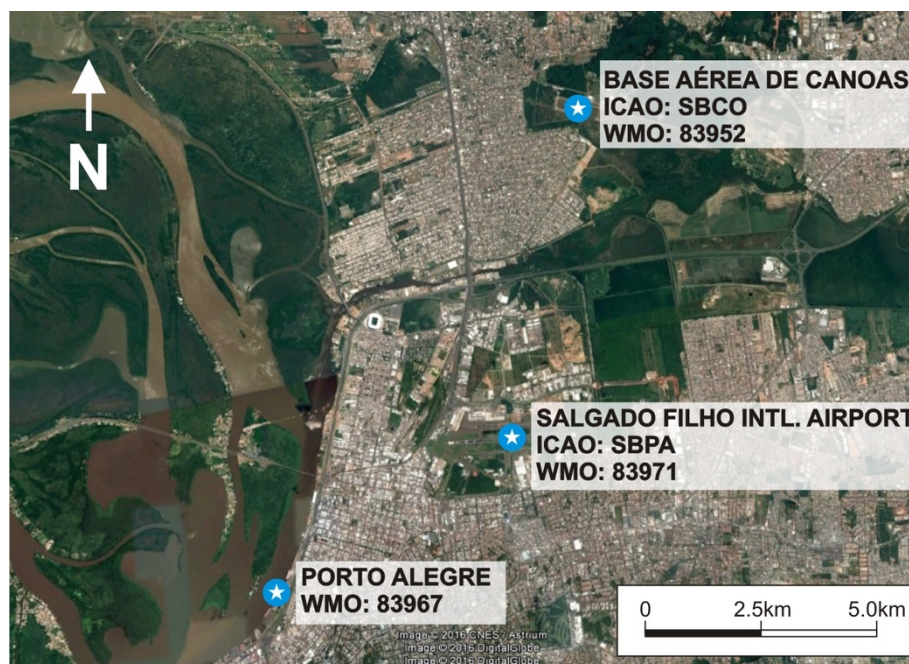 BASE AÉREA DE CANOAS
ICAO: SBCO
WMO: 83952
N
SALGADO FILHO INTL. AIRPORT
ICAO: SBPA
WMO: 83971
PORTO ALEGRE
WMO: 83967
0 2.5km 5.0km
Image © 2016 CNES / Astrium
Image © 2016 DigitalGlobe
Image © 2016 DigitalGlobe